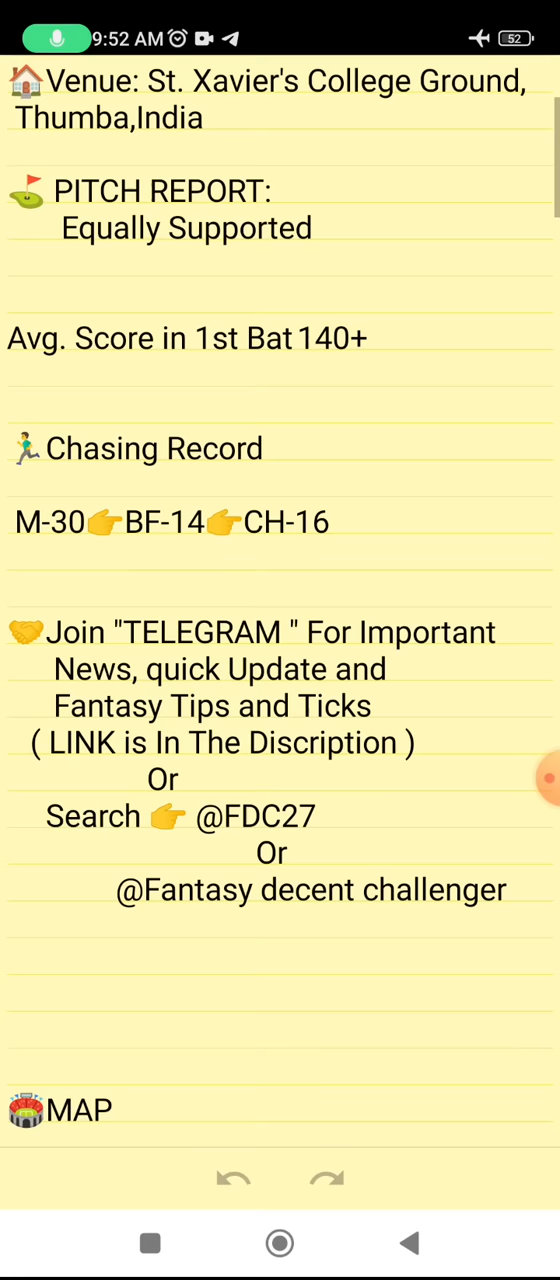 9:52 AM 52
🏠Venue: St. Xavier's College Ground,
Thumba,India
⛳ PITCH REPORT:
Equally Supported
Avg. Score in 1st Bat 140+
🏃‍♂️Chasing Record
M-30👉BF-14👉CH-16
🤝Join "TELEGRAM " For Important
News, quick Update and
Fantasy Tips and Ticks
( LINK is In The Discription )
Or
Search 👉 @FDC27
Or
@Fantasy decent challenger
🏟️MAP